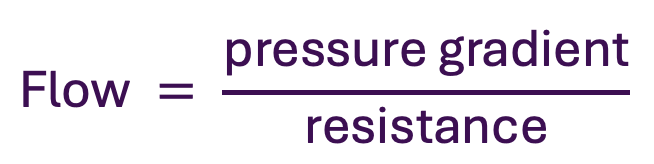 pressure gradient
Flow =
resistance